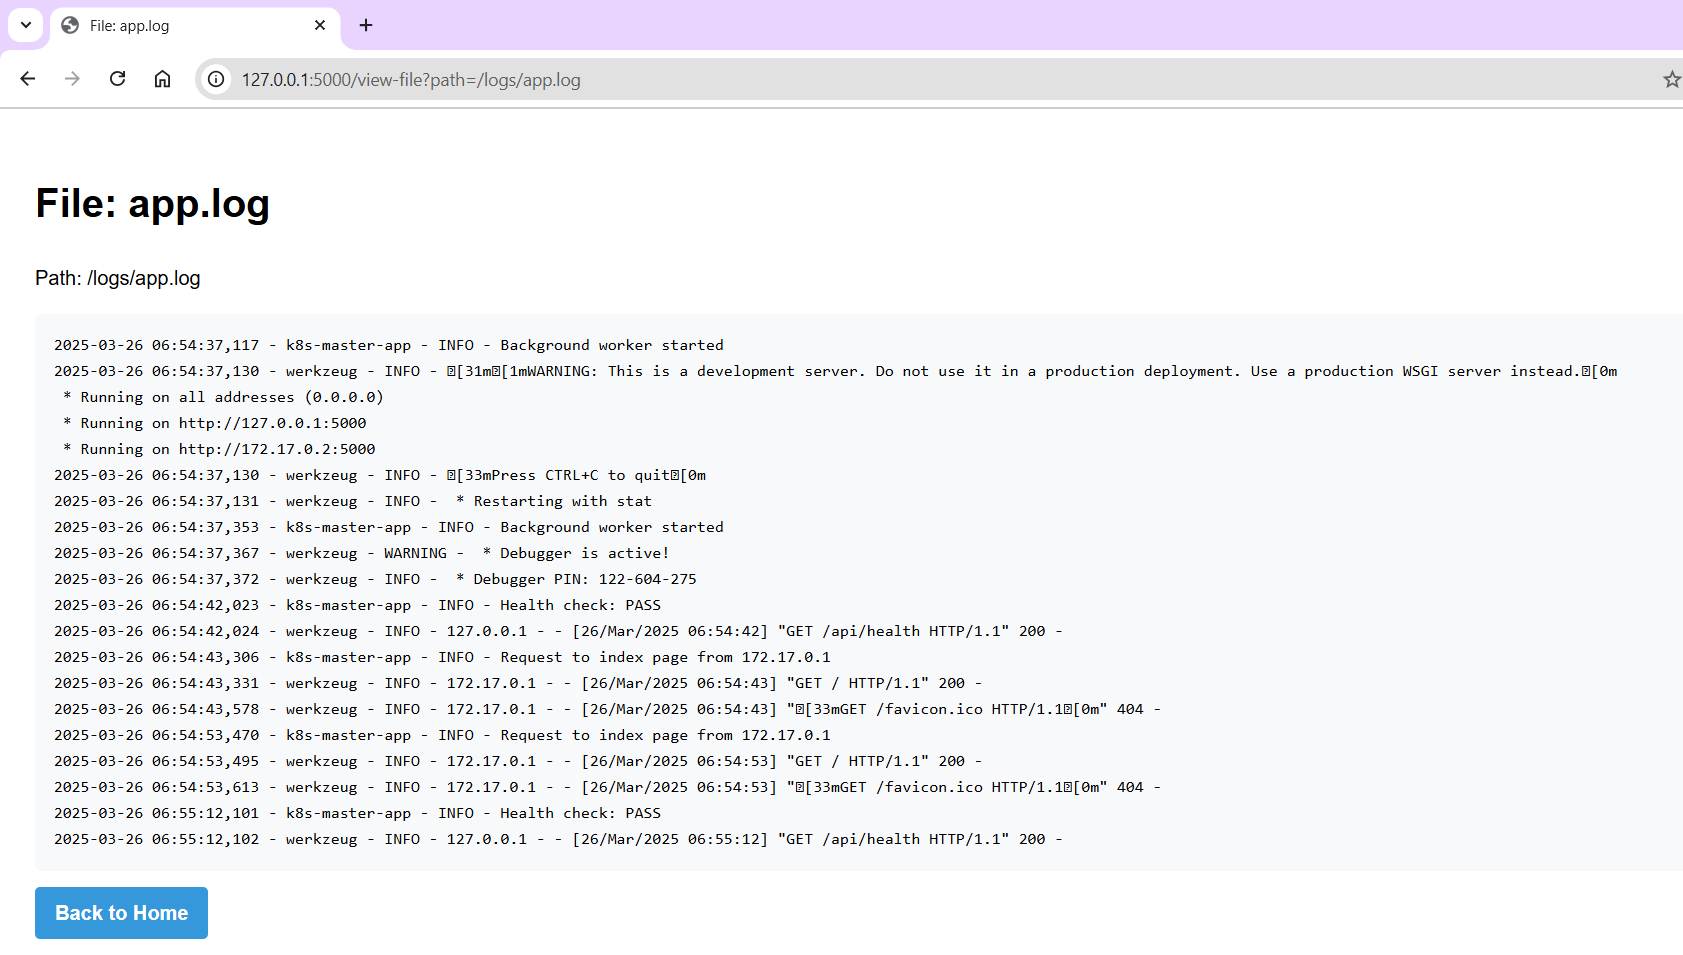 File: app.log
127.0.0.1:5000/view-file?path=/logs/app.log
File: app.log
Path: /logs/app.log
2025-03-26 06:54:37,117 - k8s-master-app - INFO - Background worker started
2025-03-26 06:54:37,130 - werkzeug - INFO - [31m[1mWARNING: This is a development server. Do not use it in a production deployment. Use a production WSGI server instead.[0m
 * Running on all addresses (0.0.0.0)
 * Running on http://127.0.0.1:5000
 * Running on http://172.17.0.2:5000
2025-03-26 06:54:37,130 - werkzeug - INFO - [33mPress CTRL+C to quit[0m
2025-03-26 06:54:37,131 - werkzeug - INFO -  * Restarting with stat
2025-03-26 06:54:37,353 - k8s-master-app - INFO - Background worker started
2025-03-26 06:54:37,367 - werkzeug - WARNING -  * Debugger is active!
2025-03-26 06:54:37,372 - werkzeug - INFO -  * Debugger PIN: 122-604-275
2025-03-26 06:54:42,023 - k8s-master-app - INFO - Health check: PASS
2025-03-26 06:54:42,024 - werkzeug - INFO - 127.0.0.1 - - [26/Mar/2025 06:54:42] "GET /api/health HTTP/1.1" 200 -
2025-03-26 06:54:43,306 - k8s-master-app - INFO - Request to index page from 172.17.0.1
2025-03-26 06:54:43,331 - werkzeug - INFO - 172.17.0.1 - - [26/Mar/2025 06:54:43] "GET / HTTP/1.1" 200 -
2025-03-26 06:54:43,578 - werkzeug - INFO - 172.17.0.1 - - [26/Mar/2025 06:54:43] "[33mGET /favicon.ico HTTP/1.1[0m" 404 -
2025-03-26 06:54:53,470 - k8s-master-app - INFO - Request to index page from 172.17.0.1
2025-03-26 06:54:53,495 - werkzeug - INFO - 172.17.0.1 - - [26/Mar/2025 06:54:53] "GET / HTTP/1.1" 200 -
2025-03-26 06:54:53,613 - werkzeug - INFO - 172.17.0.1 - - [26/Mar/2025 06:54:53] "[33mGET /favicon.ico HTTP/1.1[0m" 404 -
2025-03-26 06:55:12,101 - k8s-master-app - INFO - Health check: PASS
2025-03-26 06:55:12,102 - werkzeug - INFO - 127.0.0.1 - - [26/Mar/2025 06:55:12] "GET /api/health HTTP/1.1" 200 -
Back to Home